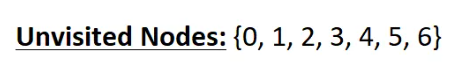 Unvisited Nodes: {0, 1, 2, 3, 4, 5, 6}